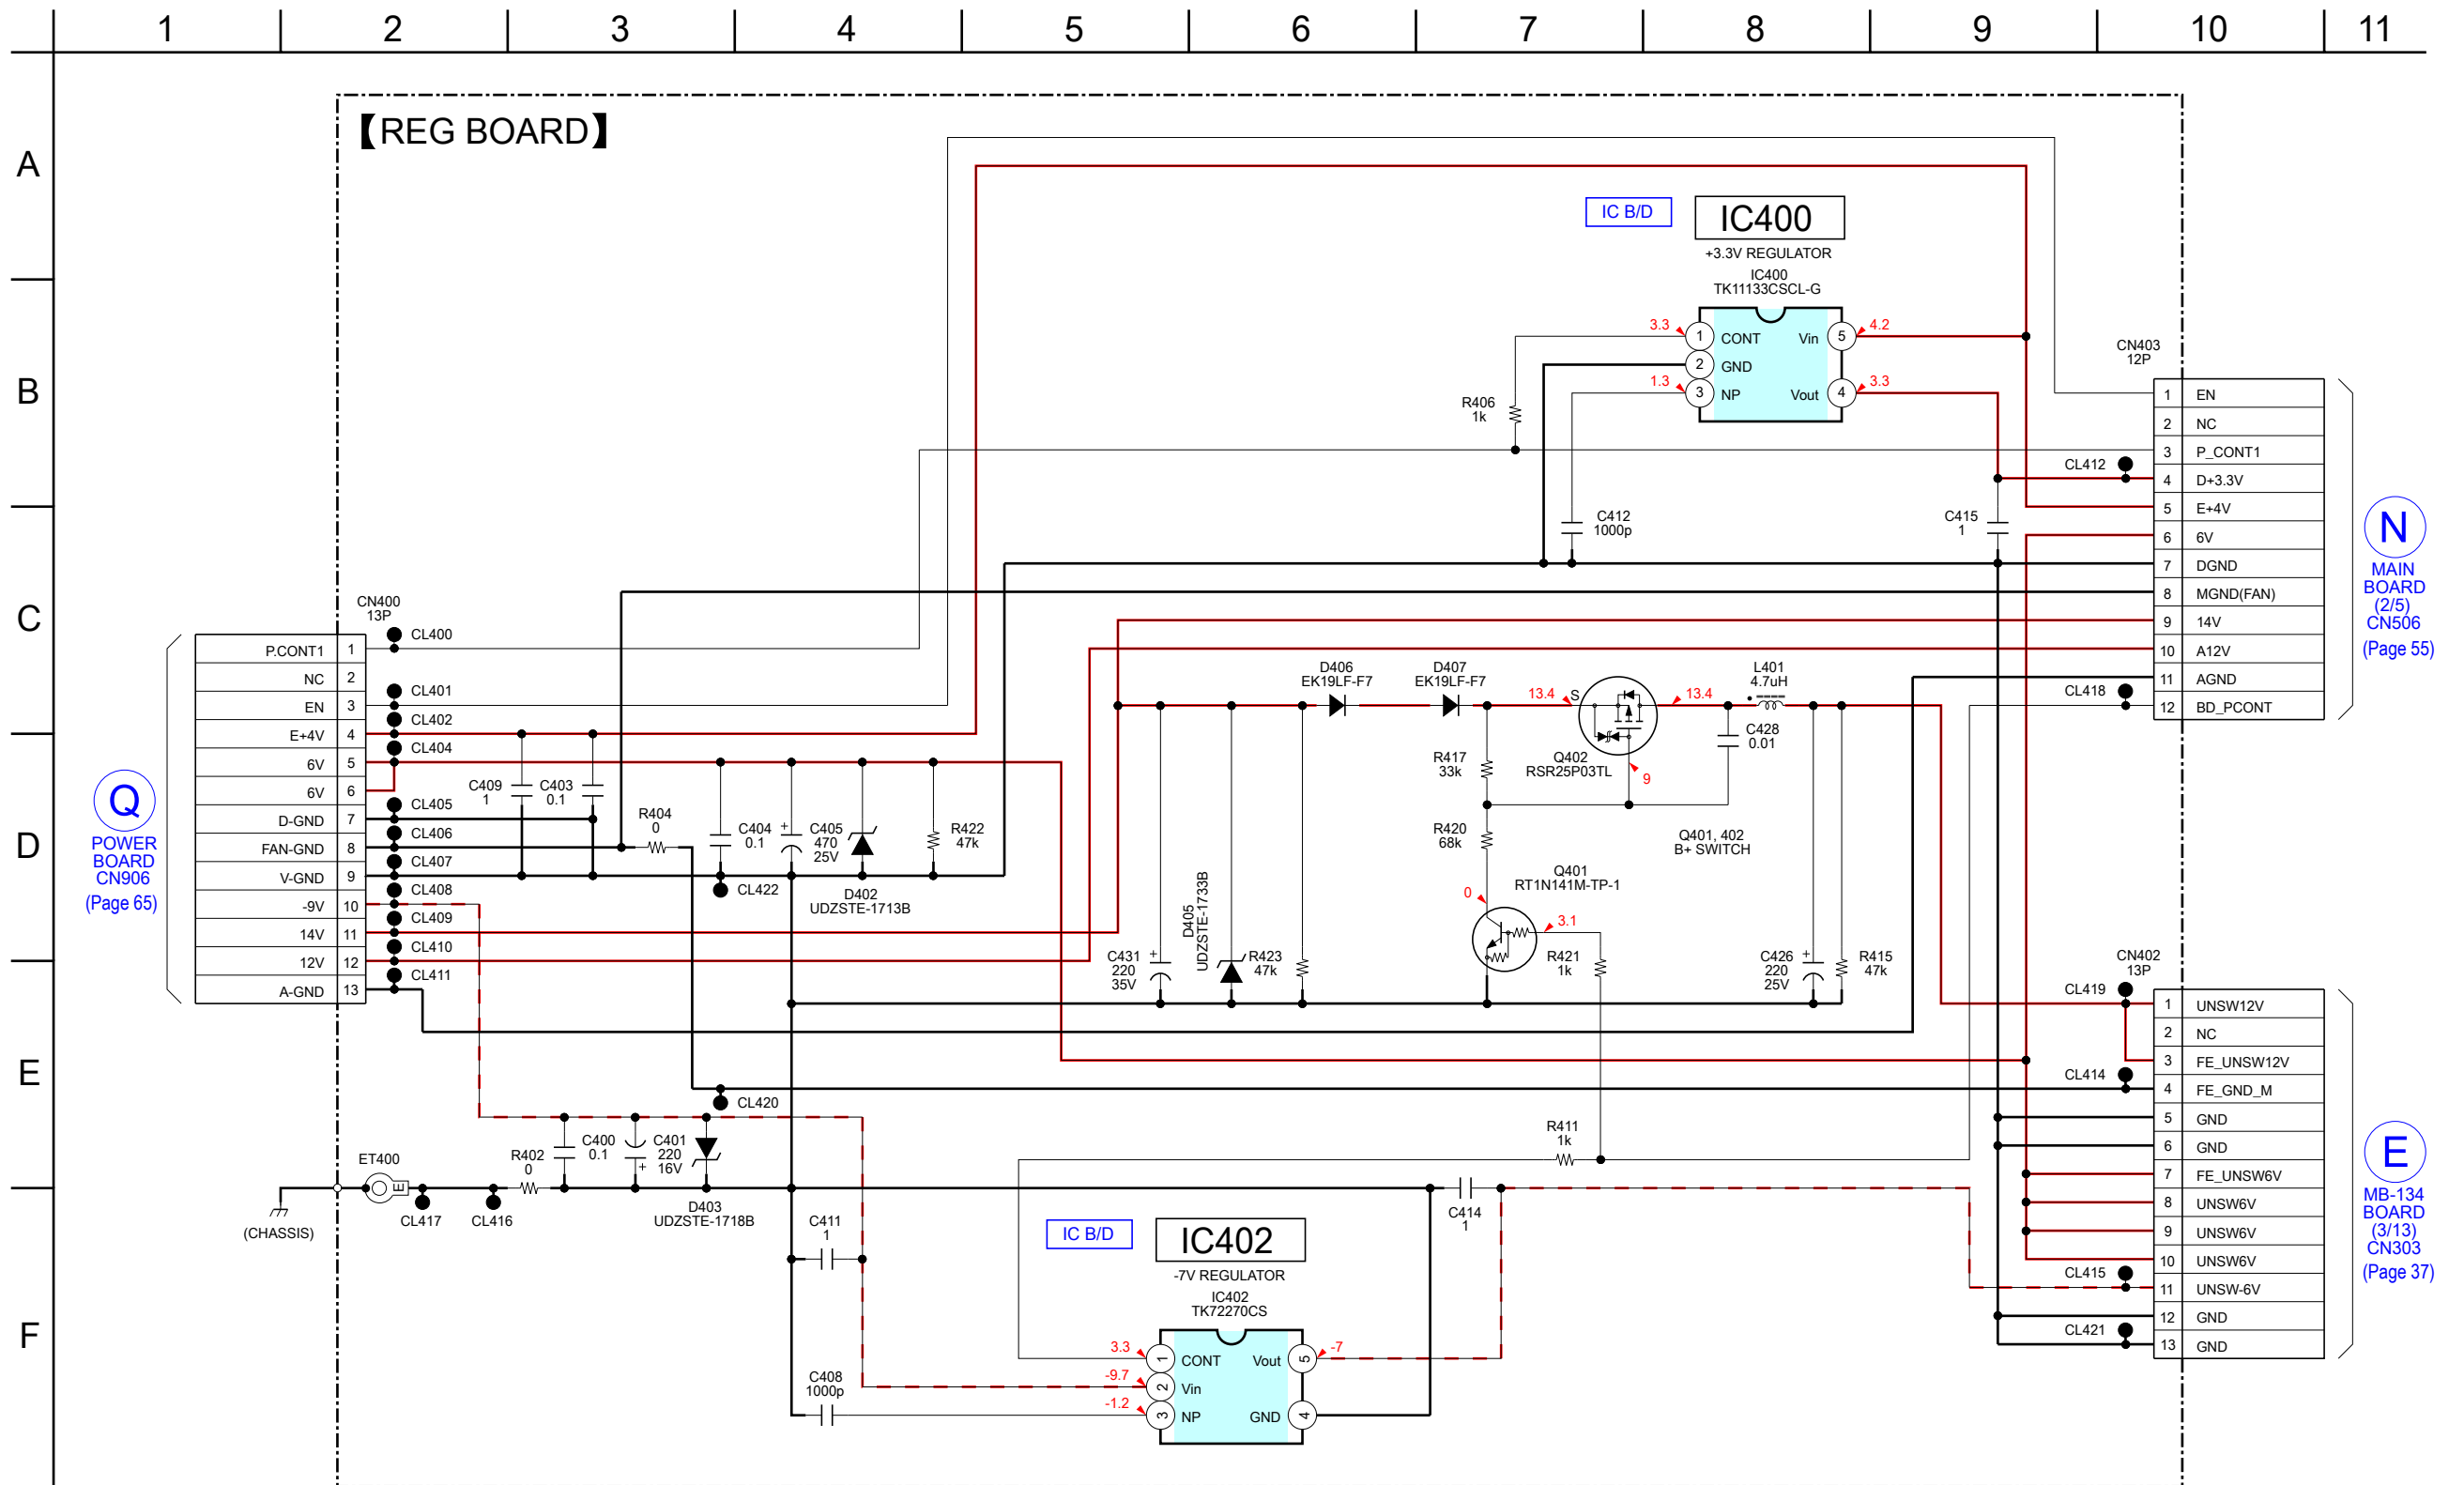 1 2 3 4 5 6 7 8 9 10 11
A
B
C
D
E
F
【REG BOARD】
IC B/D
IC400
+3.3V REGULATOR
IC400
TK11133CSCL-G
3.3
1 CONT
2 GND
1.3
3 NP
Vin 5
4.2
Vout 4
3.3
R406
1k
C412
1000p
C415
1
CL412
CN403
12P
1 EN
2 NC
3 P_CONT1
4 D+3.3V
5 E+4V
6 6V
7 DGND
8 MGND(FAN)
9 14V
10 A12V
11 AGND
12 BD_PCONT
CL418
N
MAIN
BOARD
(2/5)
CN506
(Page 55)
CN400
13P
P.CONT1 1
NC 2
EN 3
E+4V 4
6V 5
6V 6
D-GND 7
FAN-GND 8
V-GND 9
-9V 10
14V 11
12V 12
A-GND 13
Q
POWER
BOARD
CN906
(Page 65)
CL400
CL401
CL402
CL404
CL405
CL406
CL407
CL408
CL409
CL410
CL411
C409
1
C403
0.1
R404
0
C404
0.1
CL422
+
C405
470
25V
D402
UDZSTE-1713B
R422
47k
D406
EK19LF-F7
D407
EK19LF-F7
13.4
S
13.4
L401
4.7uH
C428
0.01
Q402
RSR25P03TL
9
R417
33k
R420
68k
Q401, 402
B+ SWITCH
Q401
RT1N141M-TP-1
0
3.1
R421
1k
+
C431
220
35V
D405
UDZSTE-1733B
R423
47k
+
C426
220
25V
R415
47k
CN402
13P
CL419
CL414
CL415
CL421
1 UNSW12V
2 NC
3 FE_UNSW12V
4 FE_GND_M
5 GND
6 GND
7 FE_UNSW6V
8 UNSW6V
9 UNSW6V
10 UNSW6V
11 UNSW-6V
12 GND
13 GND
E
MB-134
BOARD
(3/13)
CN303
(Page 37)
CL420
ET400
E
(CHASSIS)
CL417
CL416
R402
0
C400
0.1
C401
220
16V
+
D403
UDZSTE-1718B
C411
1
C408
1000p
R411
1k
C414
1
IC B/D
IC402
-7V REGULATOR
IC402
TK72270CS
3.3
1 CONT
-9.7
2 Vin
-1.2
3 NP
Vout 5
-7
GND 4